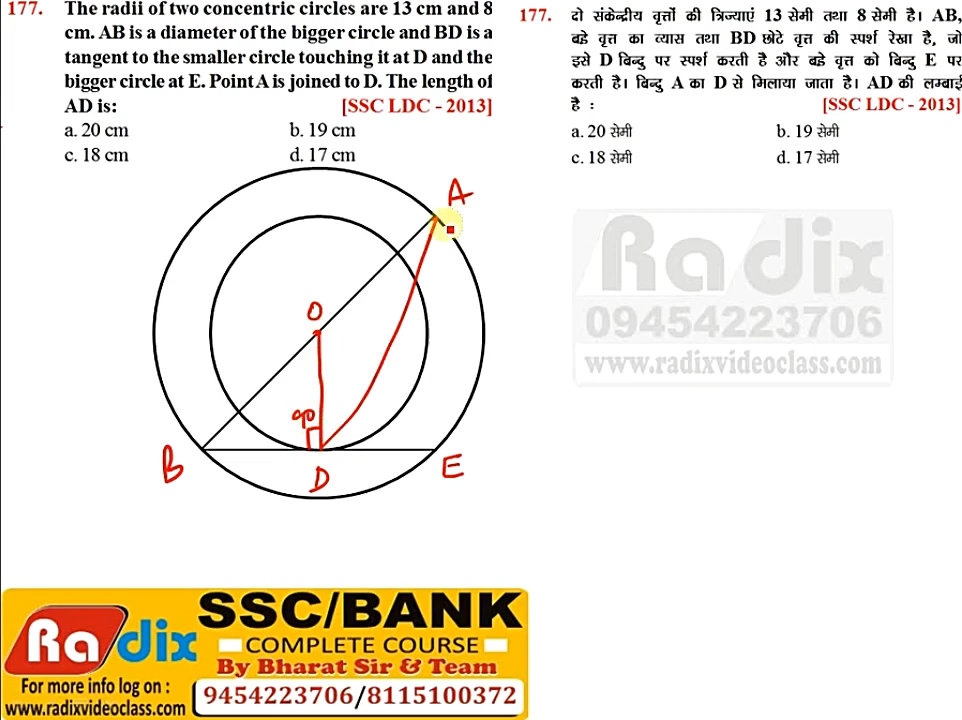 177. The radii of two concentric circles are 13 cm and 8
cm. AB is a diameter of the bigger circle and BD is a
tangent to the smaller circle touching it at D and the
bigger circle at E. Point A is joined to D. The length of
AD is: [SSC LDC - 2013]
a. 20 cm b. 19 cm
c. 18 cm d. 17 cm
177. दो संकेन्द्रीय वृत्तों की त्रिज्याएं 13 सेमी तथा 8 सेमी है। AB,
बड़े वृत्त का व्यास तथा BD छोटे वृत्त की स्पर्श रेखा है, जो
इसे D बिन्दु पर स्पर्श करती है और बड़े वृत्त को बिन्दु E पर
करती है। बिन्दु A का D से मिलाया जाता है। AD की लम्बाई
है : [SSC LDC - 2013]
a. 20 सेमी b. 19 सेमी
c. 18 सेमी d. 17 सेमी
A
O
90
B
D
E
Radix
09454223706
www.radixvideoclass.com
Radix
For more info log on :
www.radixvideoclass.com
SSC/BANK
COMPLETE COURSE
By Bharat Sir & Team
9454223706/8115100372